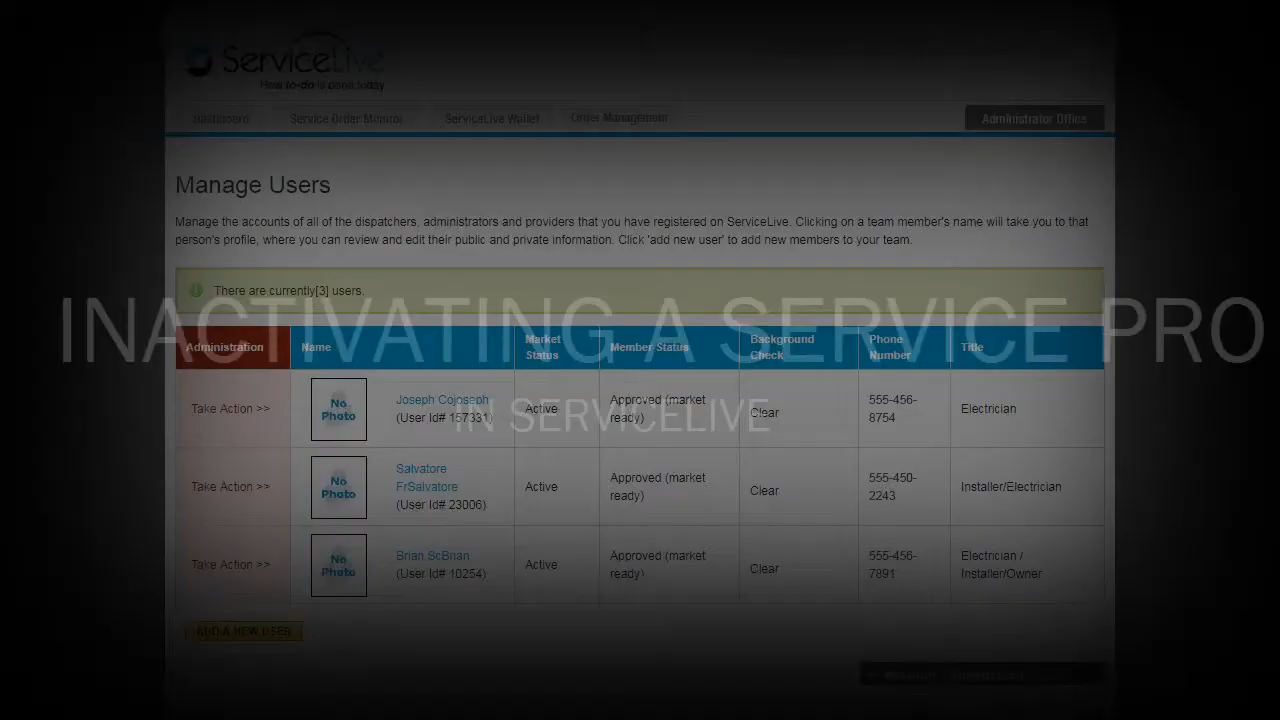 ServiceLive
How to-do is done today
Dashboard
Service Order Monitor
ServiceLive Wallet
Order Management
Administrator Office
Manage Users
Manage the accounts of all of the dispatchers, administrators and providers that you have registered on ServiceLive. Clicking on a team member's name will take you to that
person's profile, where you can review and edit their public and private information. Click 'add new user' to add new members to your team.
There are currently[3] users.
INACTIVATING A SERVICE PRO
IN SERVICELIVE
Administration
Name
Market
Status
Member Status
Background
Check
Phone
Number
Title
Take Action >>
No
Photo
Joseph Cojoseph
(User Id# 157331)
Active
Approved (market
ready)
Clear
555-456-
8754
Electrician
Take Action >>
No
Photo
Salvatore
FrSalvatore
(User Id# 23006)
Active
Approved (market
ready)
Clear
555-450-
2243
Installer/Electrician
Take Action >>
No
Photo
Brian ScBrian
(User Id# 10254)
Active
Approved (market
ready)
Clear
555-456-
7891
Electrician /
Installer/Owner
ADD A NEW USER